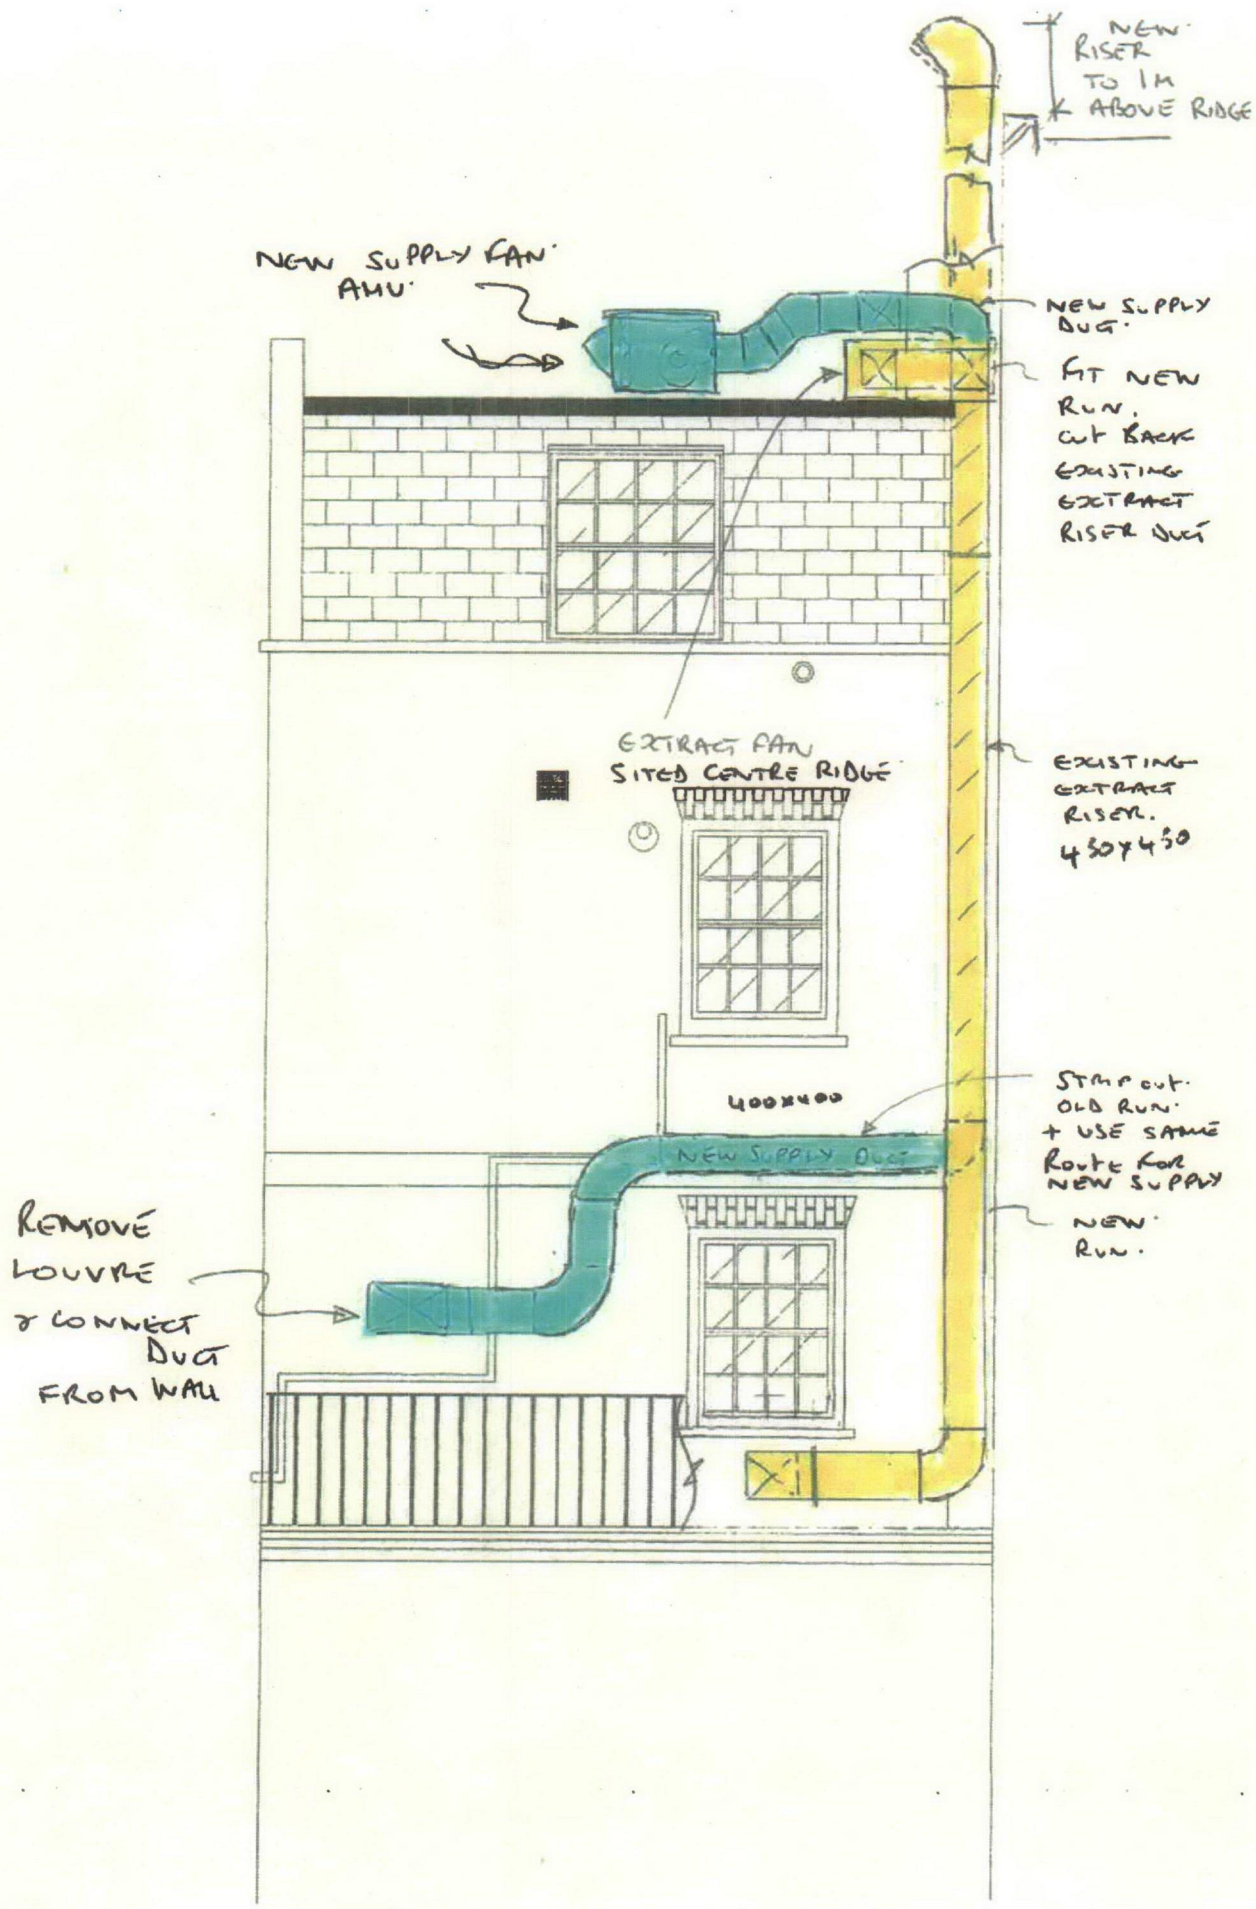 NEW
RISER
TO 1M
ABOVE RIDGE
NEW SUPPLY FAN
AHU.
NEW SUPPLY
DUCT.
FIT NEW
RUN.
CUT BACK
EXISTING
EXTRACT
RISER DUCT
EXTRACT FAN
SITED CENTRE RIDGE
EXISTING
EXTRACT
RISER.
450x450
STRIP OUT.
OLD RUN.
+ USE SAME
ROUTE FOR
NEW SUPPLY
400x400
NEW SUPPLY DUCT
NEW
RUN.
REMOVE
LOUVRE
& CONNECT
DUCT
FROM WALL